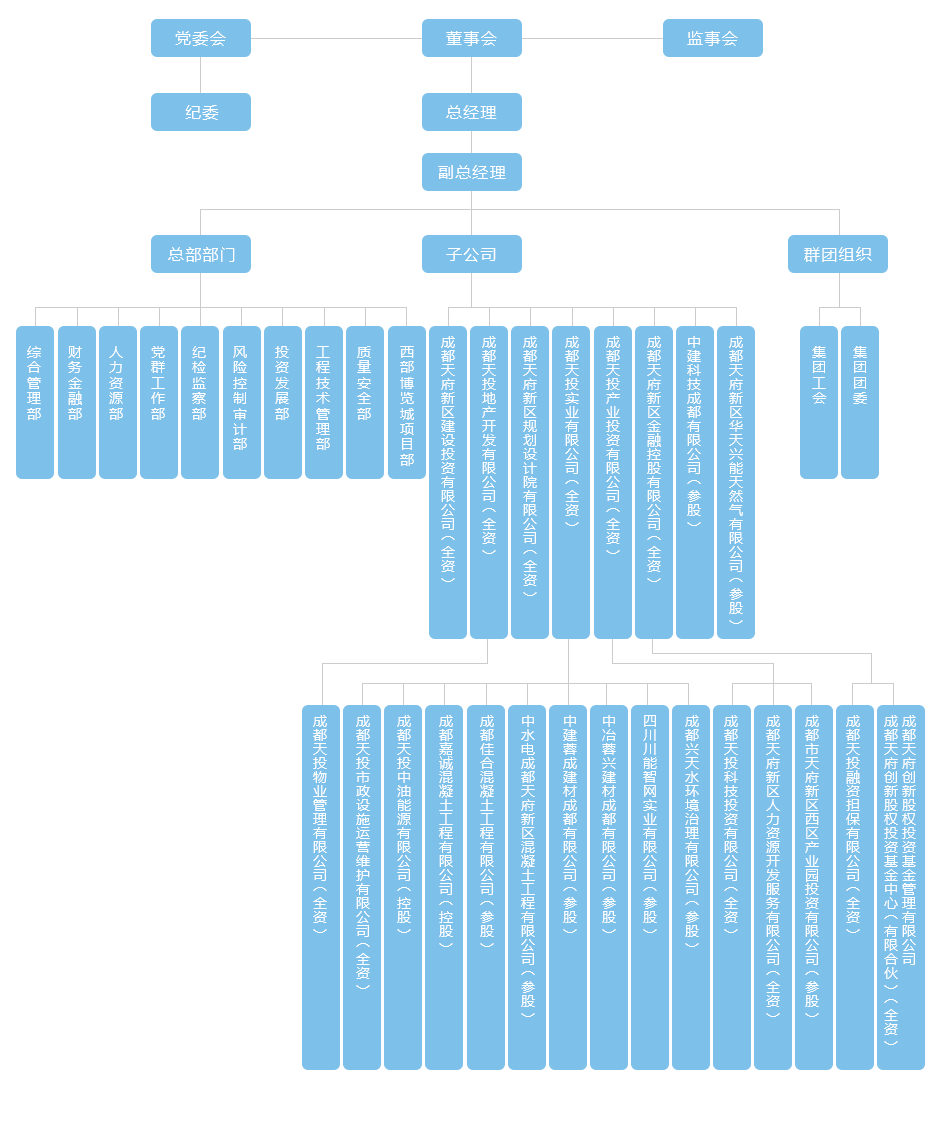 党委会
董事会
监事会
纪委
总经理
副总经理
总部部门
子公司
群团组织
综合管理部
财务金融部
人力资源部
党群工作部
纪检监察部
风险控制审计部
投资发展部
工程技术管理部
质量安全部
西部博览城项目部
成都天府新区建设投资有限公司（全资）
成都天投地产开发有限公司（全资）
成都天府新区规划设计院有限公司（全资）
成都天投实业有限公司（全资）
成都天投产业投资有限公司（全资）
成都天府新区金融控股有限公司（全资）
中建科技成都有限公司（参股）
成都天府新区华天兴能天然气有限公司（参股）
集团工会
集团团委
成都天投物业管理有限公司（全资）
成都天投市政设施运营维护有限公司（全资）
成都天投中油能源有限公司（控股）
成都嘉诚混凝土工程有限公司（控股）
成都佳合混凝土工程有限公司（参股）
中水电成都天府新区混凝土工程有限公司（参股）
中建蓉成建材成都有限公司（参股）
中冶蓉兴建材成都有限公司（参股）
四川川能智网实业有限公司（参股）
成都兴天水环境治理有限公司（参股）
成都天投科技投资有限公司（全资）
成都天府新区人力资源开发服务有限公司（全资）
成都市天府新区西区产业园投资有限公司（参股）
成都天投融资担保有限公司（全资）
成都天府创新股权投资基金管理有限公司
成都天府创新股权投资基金中心（有限合伙）（全资）